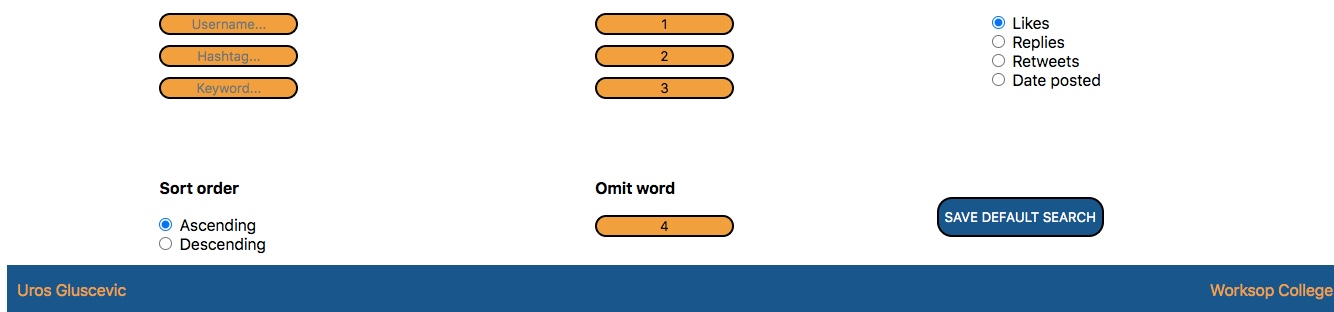 Username...
Hashtag...
Keyword...
1
2
3
Likes
Replies
Retweets
Date posted
Sort order
Ascending
Descending
Omit word
4
SAVE DEFAULT SEARCH
Uros Gluscevic
Worksop College